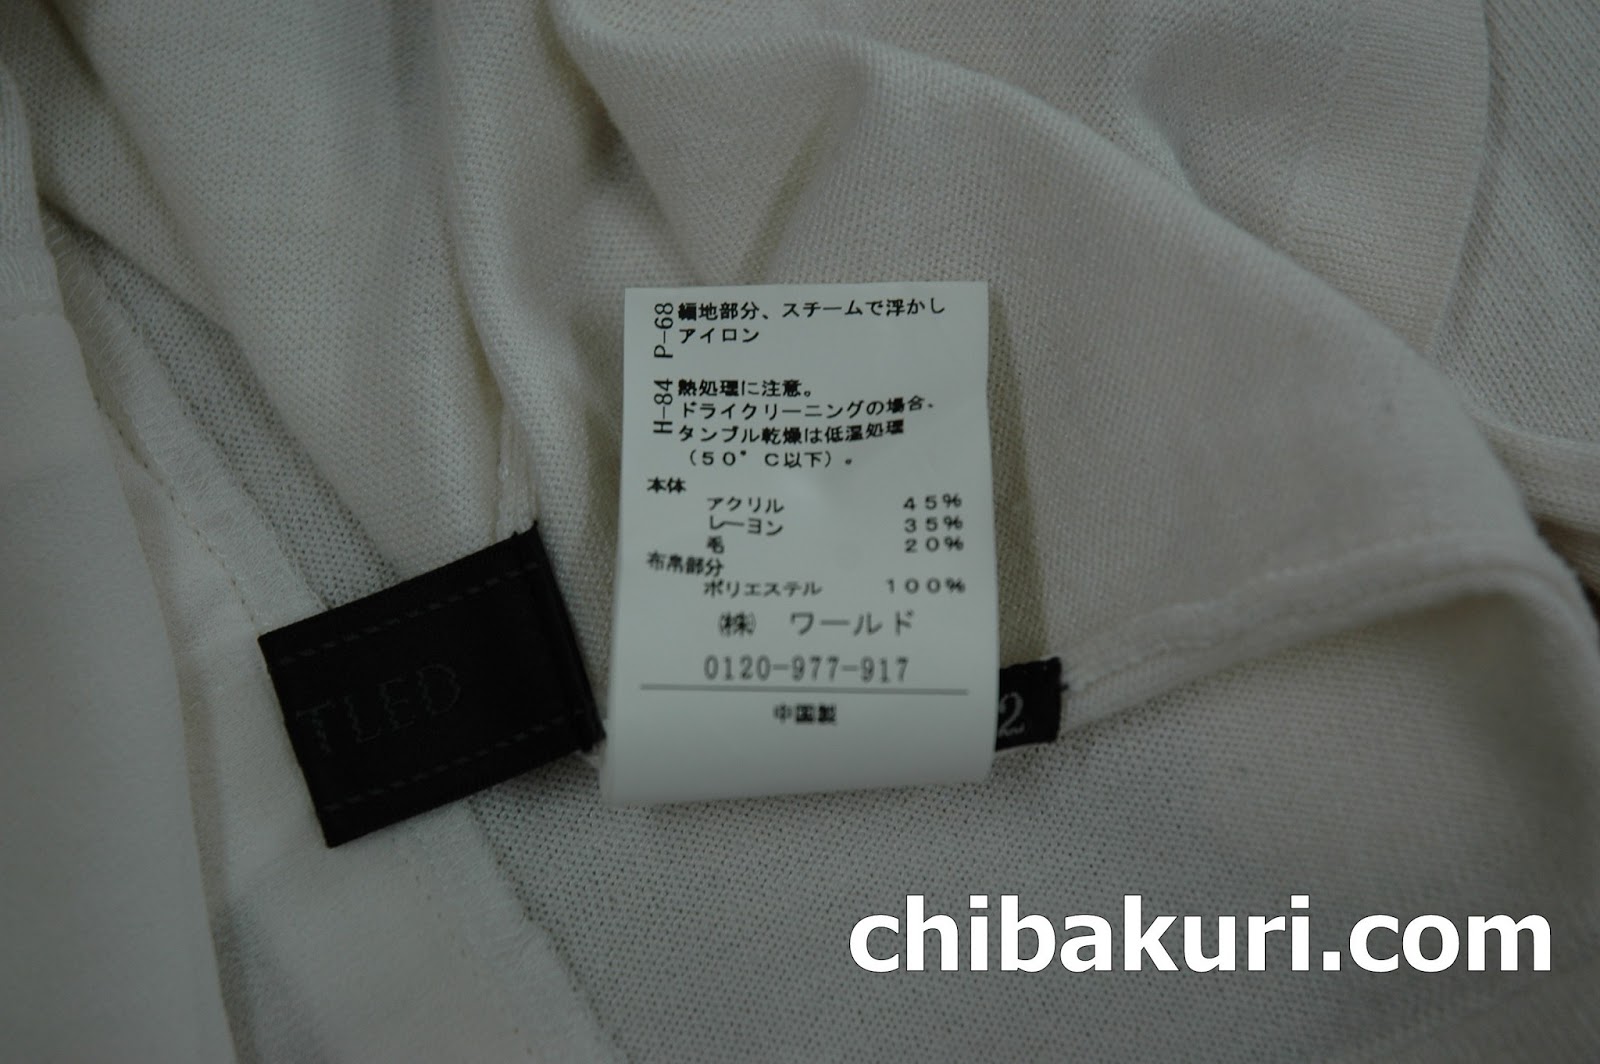 P-68 編地部分、スチームで浮かし
アイロン
H-84 熱処理に注意。
ドライクリーニングの場合、
タンブル乾燥は低温処理
(50°C以下)。
本体
アクリル 45%
レーヨン 35%
毛 20%
布帛部分
ポリエステル 100%
㈱ ワールド
0120-977-917
中国製
TLED
2
chibakuri.com